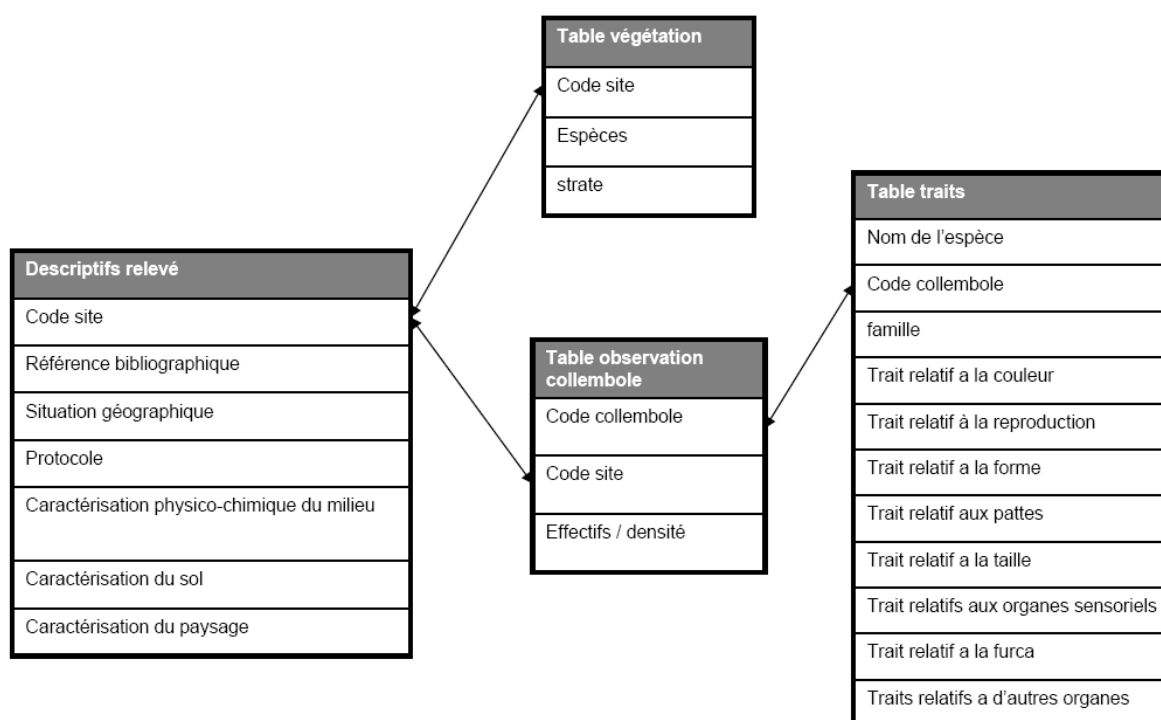 Table végétation
Code site
Espèces
strate
Descriptifs relevé
Code site
Référence bibliographique
Situation géographique
Protocole
Caractérisation physico-chimique du milieu
Caractérisation du sol
Caractérisation du paysage
Table observation
collembole
Code collembole
Code site
Effectifs / densité
Table traits
Nom de l'espèce
Code collembole
famille
Trait relatif a la couleur
Trait relatif à la reproduction
Trait relatif a la forme
Trait relatif aux pattes
Trait relatif a la taille
Trait relatifs aux organes sensoriels
Trait relatif a la furca
Traits relatifs a d'autres organes